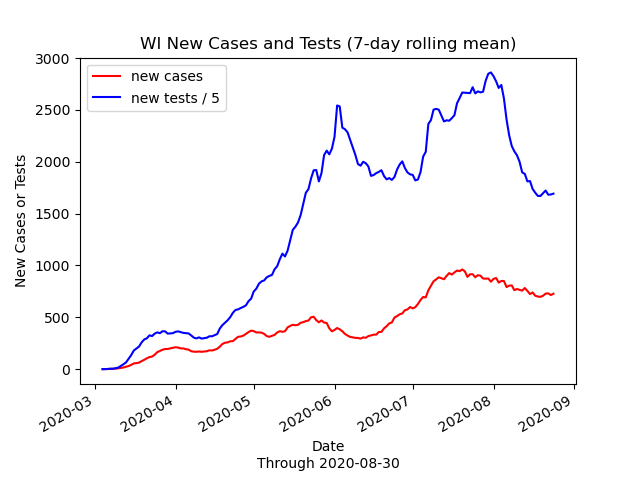 WI New Cases and Tests (7-day rolling mean)
new cases
new tests / 5
3000
2500
2000
1500
1000
500
0
New Cases or Tests
2020-03
2020-04
2020-05
2020-06
2020-07
2020-08
2020-09
Date
Through 2020-08-30